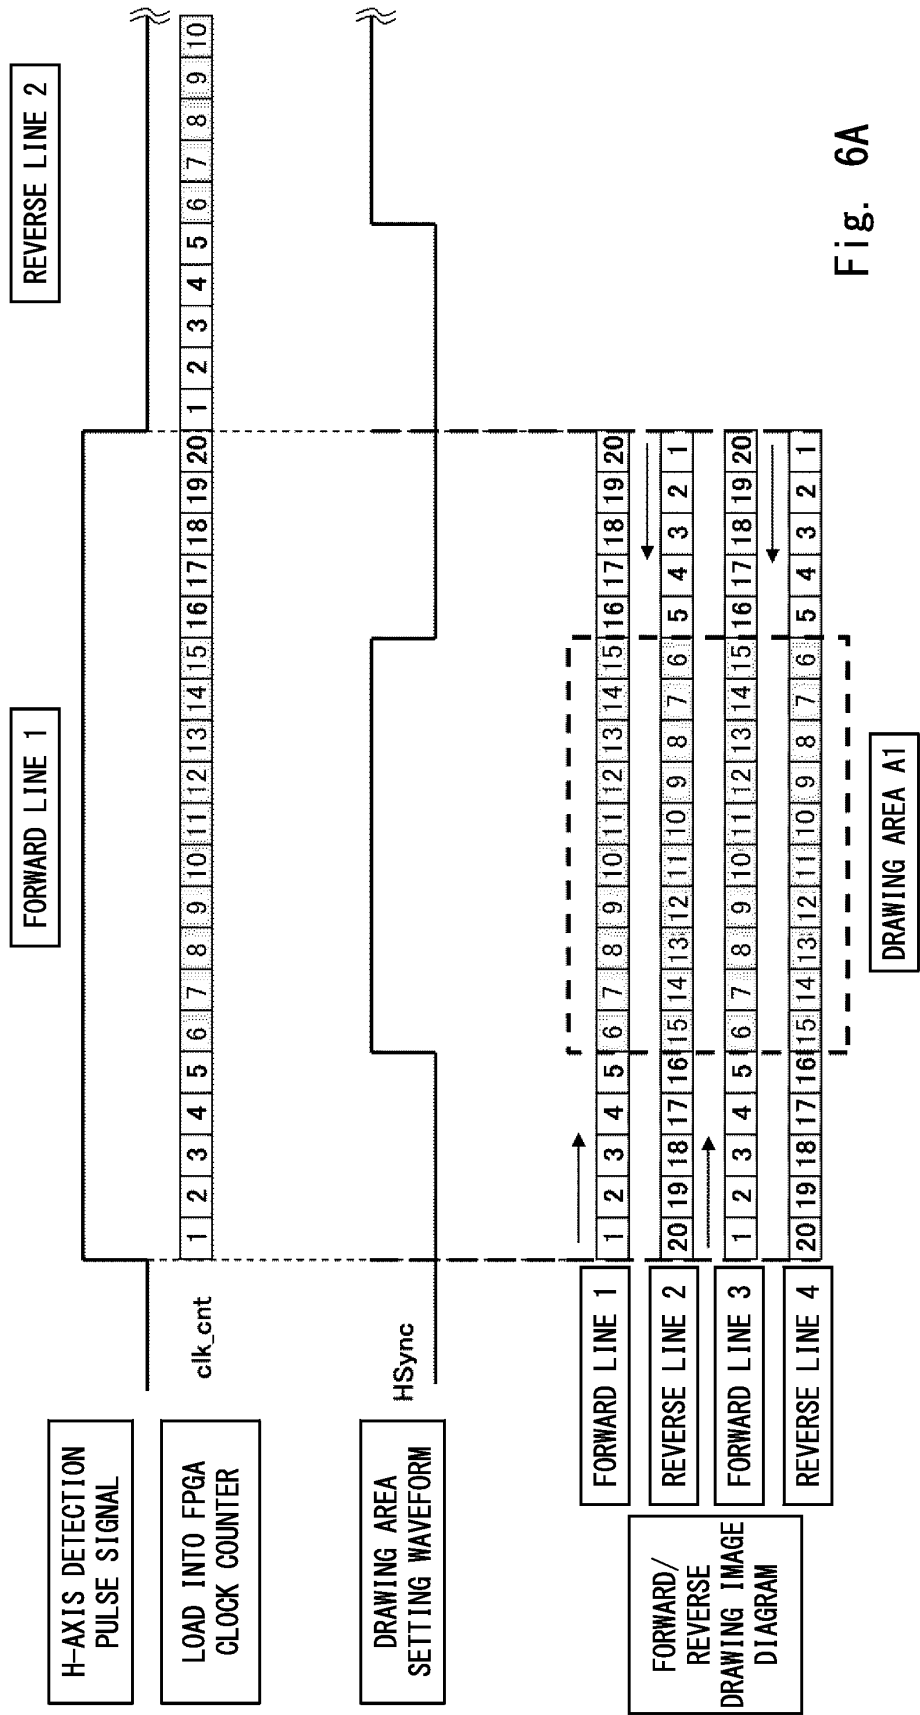 FORWARD LINE 1
REVERSE LINE 2
H-AXIS DETECTION
PULSE SIGNAL
LOAD INTO FPGA
CLOCK COUNTER
clk_cnt
1 2 3 4 5 6 7 8 9 10 11 12 13 14 15 16 17 18 19 20 1 2 3 4 5 6 7 8 9 10
DRAWING AREA
SETTING WAVEFORM
HSync
FORWARD/
REVERSE
DRAWING IMAGE
DIAGRAM
FORWARD LINE 1
1 2 3 4 5 6 7 8 9 10 11 12 13 14 15 16 17 18 19 20
REVERSE LINE 2
20 19 18 17 16 15 14 13 12 11 10 9 8 7 6 5 4 3 2 1
FORWARD LINE 3
1 2 3 4 5 6 7 8 9 10 11 12 13 14 15 16 17 18 19 20
REVERSE LINE 4
20 19 18 17 16 15 14 13 12 11 10 9 8 7 6 5 4 3 2 1
DRAWING AREA A1
Fig. 6A